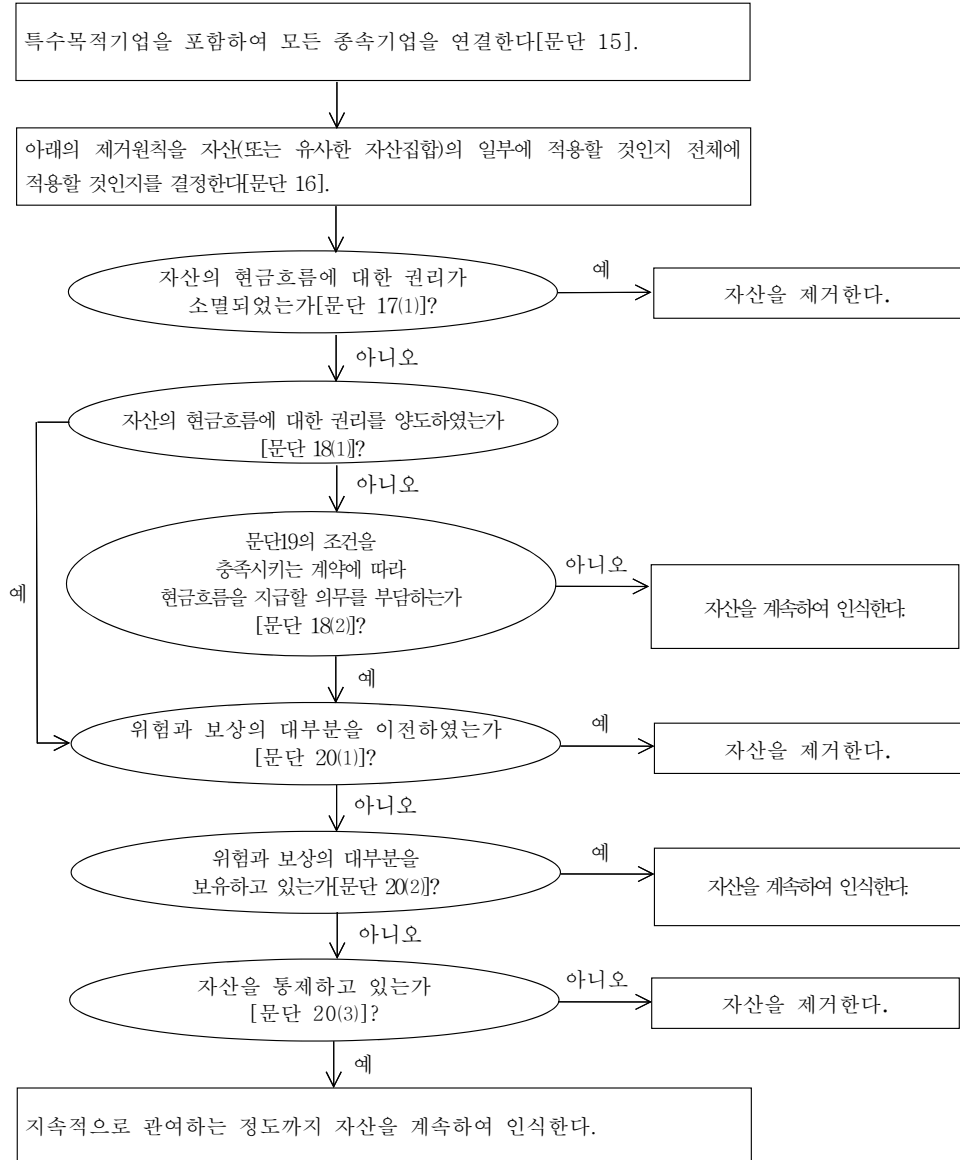 특수목적기업을 포함하여 모든 종속기업을 연결한다[문단 15].
아래의 제거원칙을 자산(또는 유사한 자산집합)의 일부에 적용할 것인지 전체에
적용할 것인지를 결정한다[문단 16].
자산의 현금흐름에 대한 권리가
소멸되었는가[문단 17(1)]?
예
자산을 제거한다.
아니오
자산의 현금흐름에 대한 권리를 양도하였는가
[문단 18(1)]?
아니오
문단19의 조건을
충족시키는 계약에 따라
현금흐름을 지급할 의무를 부담하는가
[문단 18(2)]?
아니오
자산을 계속하여 인식한다.
예
예
위험과 보상의 대부분을 이전하였는가
[문단 20(1)]?
예
자산을 제거한다.
아니오
위험과 보상의 대부분을
보유하고 있는가[문단 20(2)]?
예
자산을 계속하여 인식한다.
아니오
자산을 통제하고 있는가
[문단 20(3)]?
아니오
자산을 제거한다.
예
지속적으로 관여하는 정도까지 자산을 계속하여 인식한다.